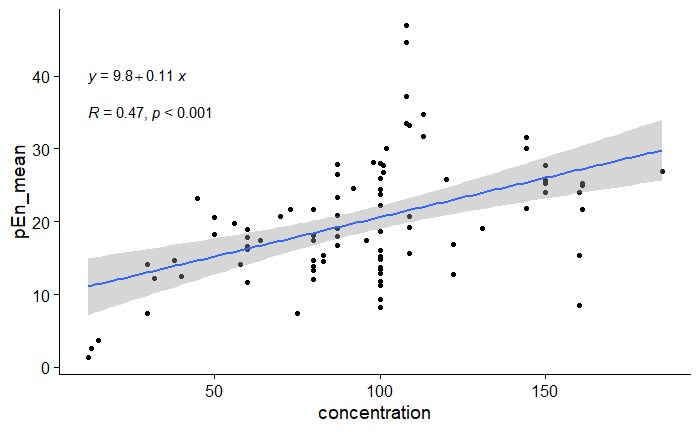 y = 9.8+0.11 x
R = 0.47, p < 0.001
40
30
20
10
0
pEn_mean
50
100
150
concentration